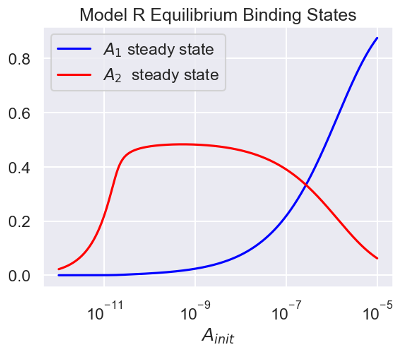 Model R Equilibrium Binding States
A₁ steady state
A₂ steady state
0.8
0.6
0.4
0.2
0.0
10⁻¹¹ 10⁻⁹ 10⁻⁷ 10⁻⁵
A_init